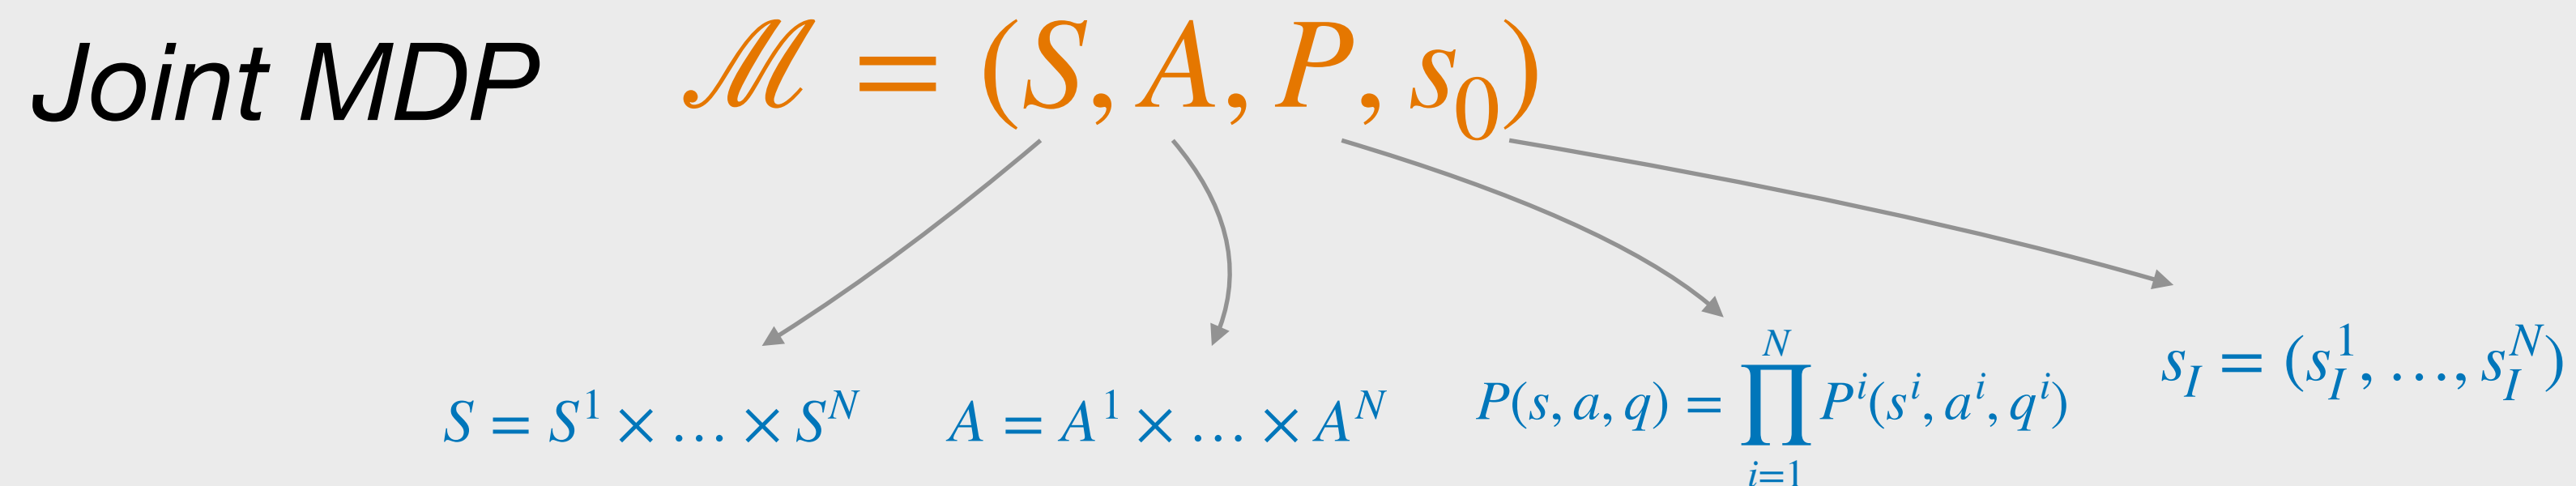 Joint MDP ℳ = (S, A, P, s₀)
S = S¹ × … × Sᴺ A = A¹ × … × Aᴺ P(s, a, q) = ∏ᵢ₌₁ᴺ Pⁱ(sⁱ, aⁱ, qⁱ) s_I = (s_I¹, …, s_Iᴺ)